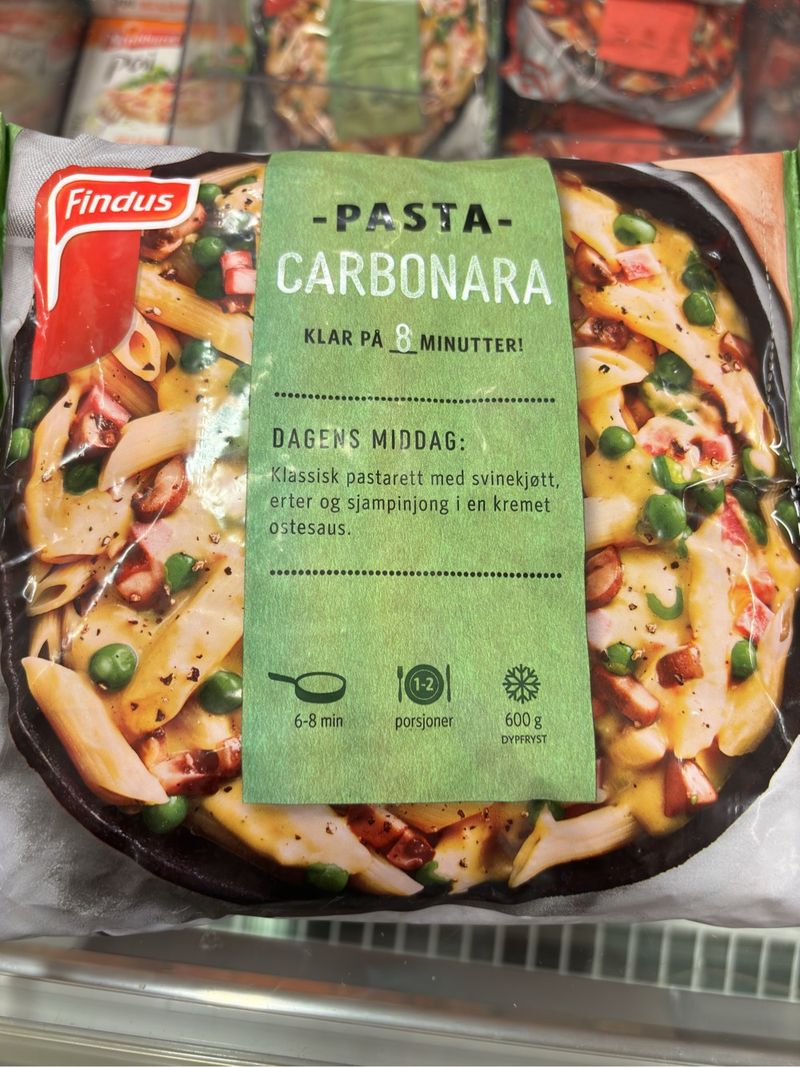 Findus
-PASTA-
CARBONARA
KLAR PÅ 8 MINUTTER!
DAGENS MIDDAG:
Klassisk pastarett med svinekjøtt,
erter og sjampinjong i en kremet
ostesaus.
6-8 min
1-2
porsjoner
600 g
DYPFRYST